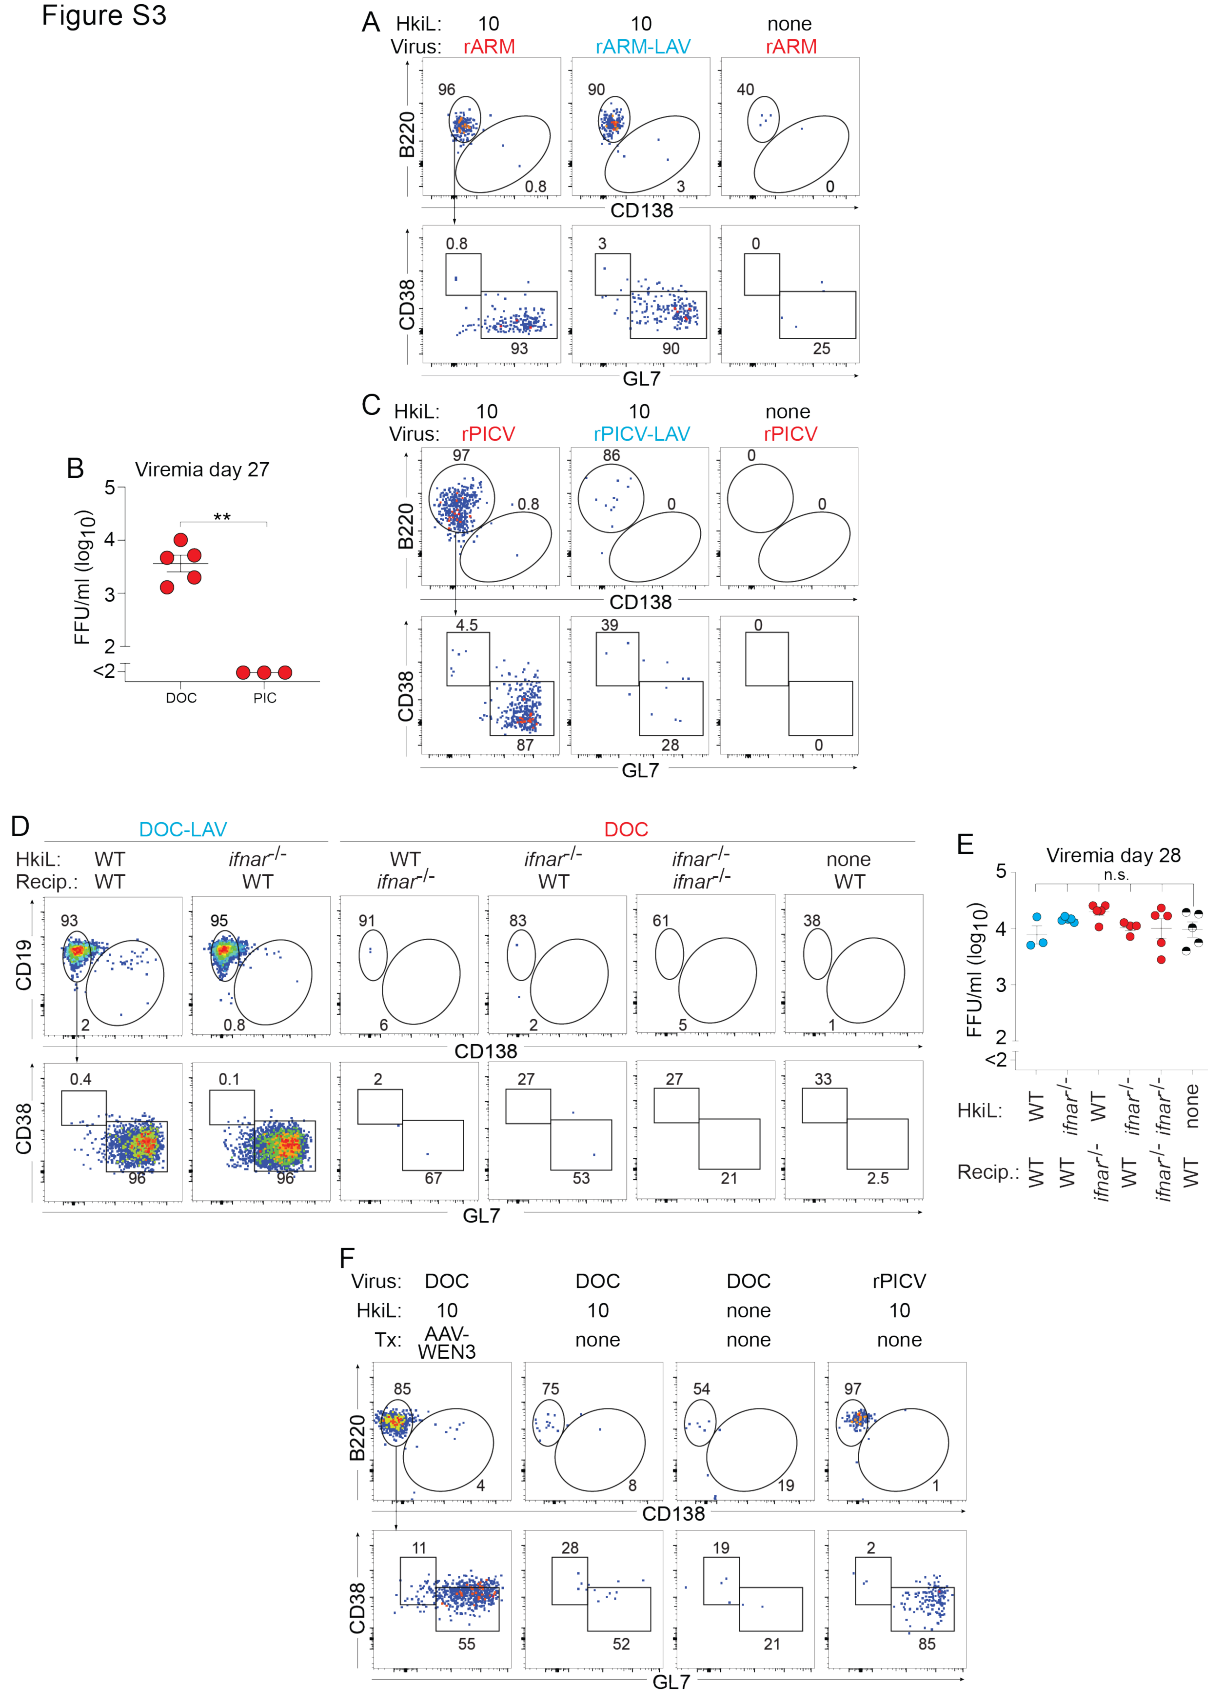 Figure S3
A
HkiL: 10 10 none
Virus: rARM rARM-LAV rARM
96 90 40
B220
0.8 3 0
CD138
0.8 3 0
CD38
93 90 25
GL7
B
Viremia day 27
**
FFU/ml (log10)
5
4
3
2
<2
DOC PIC
C
HkiL: 10 10 none
Virus: rPICV rPICV-LAV rPICV
97 86 0
0.8 0 0
B220
CD138
4.5 39 0
CD38
87 28 0
GL7
D
DOC-LAV DOC
HkiL: WT ifnar-/- WT ifnar-/- ifnar-/- none
Recip.: WT WT ifnar-/- WT ifnar-/- WT
93 95 91 83 61 38
CD19
2 0.8 6 2 5 1
CD138
0.4 0.1 2 27 27 33
CD38
96 96 67 53 21 2.5
GL7
E
Viremia day 28
n.s.
FFU/ml (log10)
5
4
3
2
<2
HkiL: WT ifnar-/- WT ifnar-/- ifnar-/- none
Recip.: WT WT ifnar-/- WT ifnar-/- WT
F
Virus: DOC DOC DOC rPICV
HkiL: 10 10 none 10
Tx: AAV-WEN3 none none none
85 75 54 97
B220
4 8 19 1
CD138
11 28 19 2
CD38
55 52 21 85
GL7